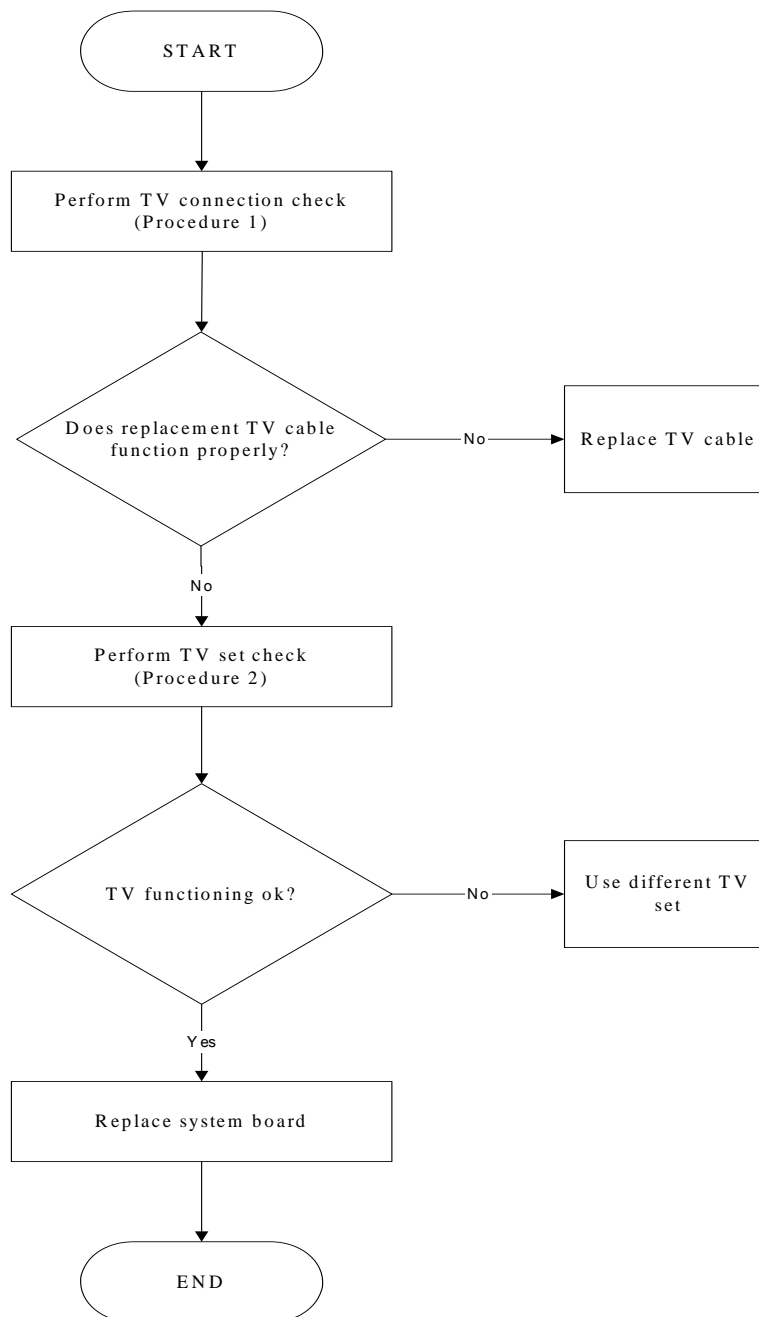 START
Perform TV connection check
(Procedure 1)
Does replacement TV cable
function properly?
No
Replace TV cable
No
Perform TV set check
(Procedure 2)
TV functioning ok?
No
Use different TV
set
Yes
Replace system board
END